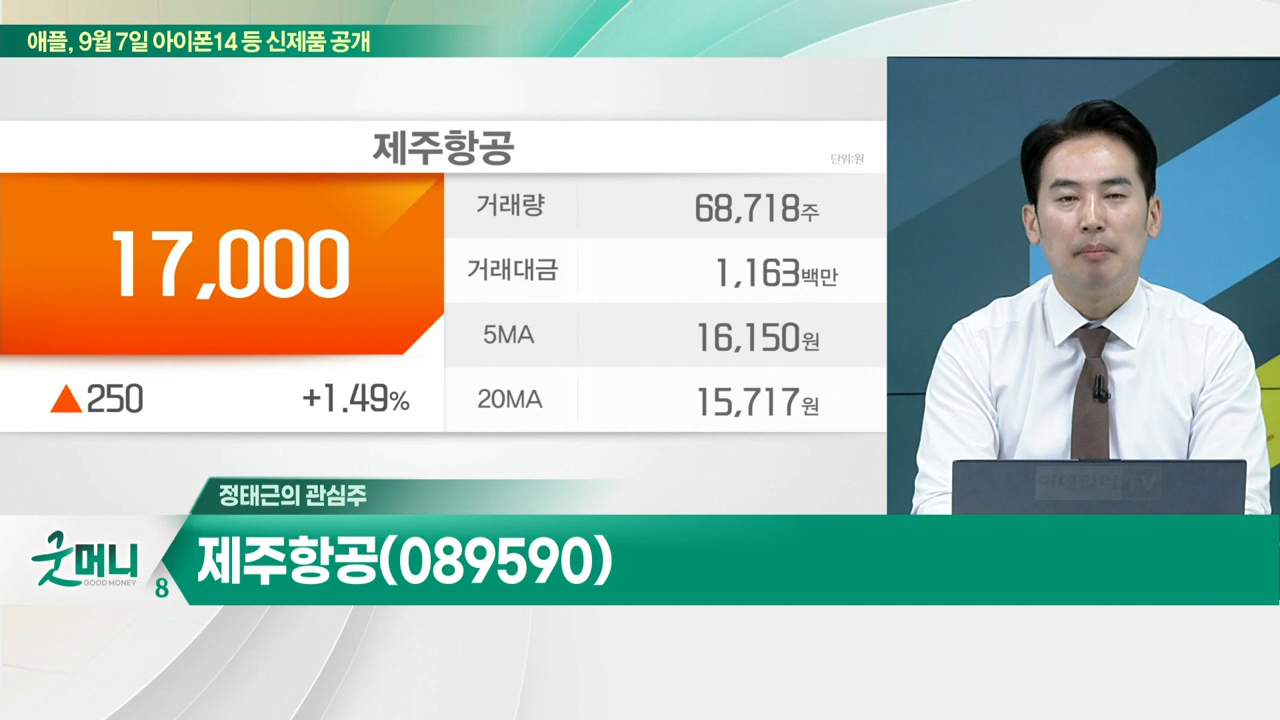 애플, 9월 7일 아이폰14 등 신제품 공개
제주항공
단위:원
17,000
▲250 +1.49%
거래량 68,718주
거래대금 1,163백만
5MA 16,150원
20MA 15,717원
정태근의 관심주
굿머니
GOOD MONEY
8
제주항공(089590)